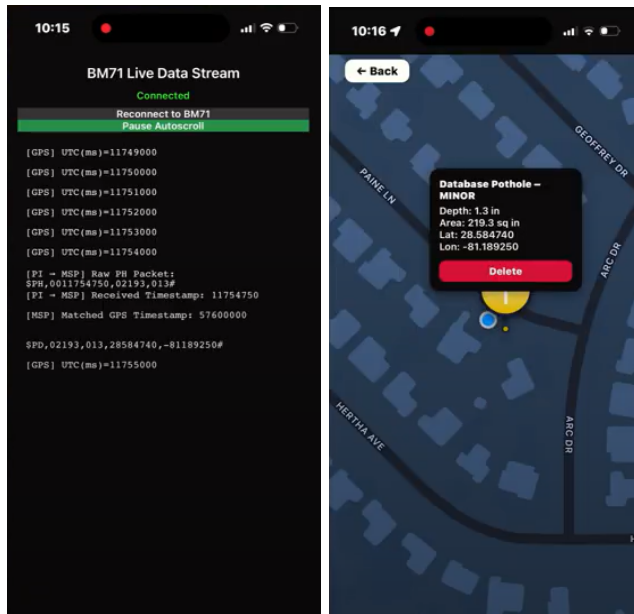 10:15
BM71 Live Data Stream
Connected
Reconnect to BM71
Pause Autoscroll
[GPS] UTC(ms)=11749000
[GPS] UTC(ms)=11750000
[GPS] UTC(ms)=11751000
[GPS] UTC(ms)=11752000
[GPS] UTC(ms)=11753000
[GPS] UTC(ms)=11754000
[PI → MSP] Raw PH Packet:
$PH,0011754750,02193,013#
[PI → MSP] Received Timestamp: 11754750
[MSP] Matched GPS Timestamp: 57600000
$PD,02193,013,28584740,-81189250#
[GPS] UTC(ms)=11755000
10:16
← Back
GEOFFREY DR
PAINE LN
Database Pothole –
MINOR
Depth: 1.3 in
Area: 219.3 sq in
Lat: 28.584740
Lon: -81.189250
Delete
ARC DR
HERTHA AVE
ARC DR